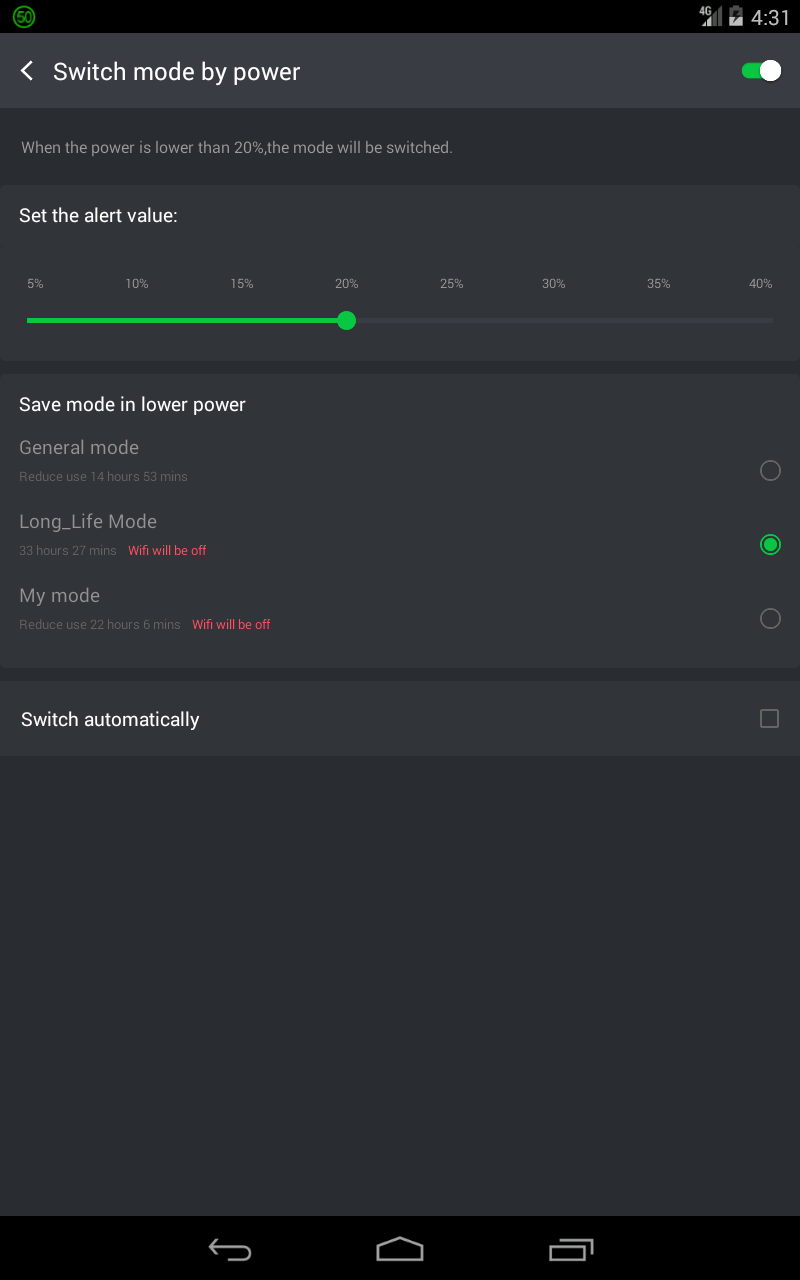 50 4G 4:31
Switch mode by power
When the power is lower than 20%,the mode will be switched.
Set the alert value:
5% 10% 15% 20% 25% 30% 35% 40%
Save mode in lower power
General mode
Reduce use 14 hours 53 mins
Long_Life Mode
33 hours 27 mins Wifi will be off
My mode
Reduce use 22 hours 6 mins Wifi will be off
Switch automatically